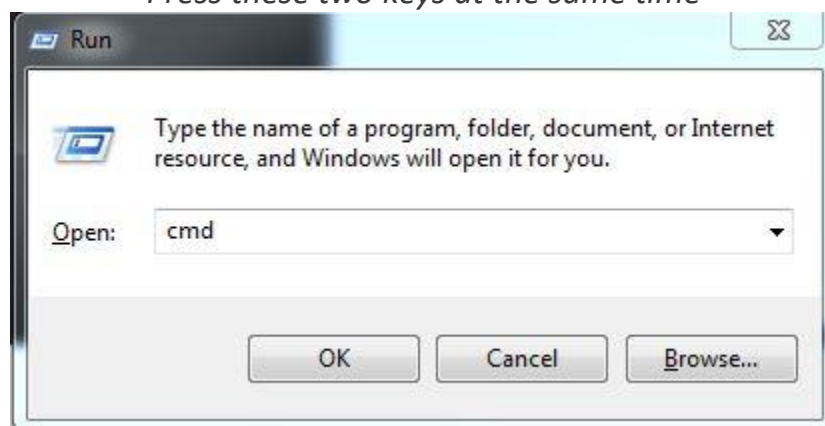 Press these two keys at the same time
Run
Type the name of a program, folder, document, or Internet
resource, and Windows will open it for you.
Open:
cmd
OK
Cancel
Browse...